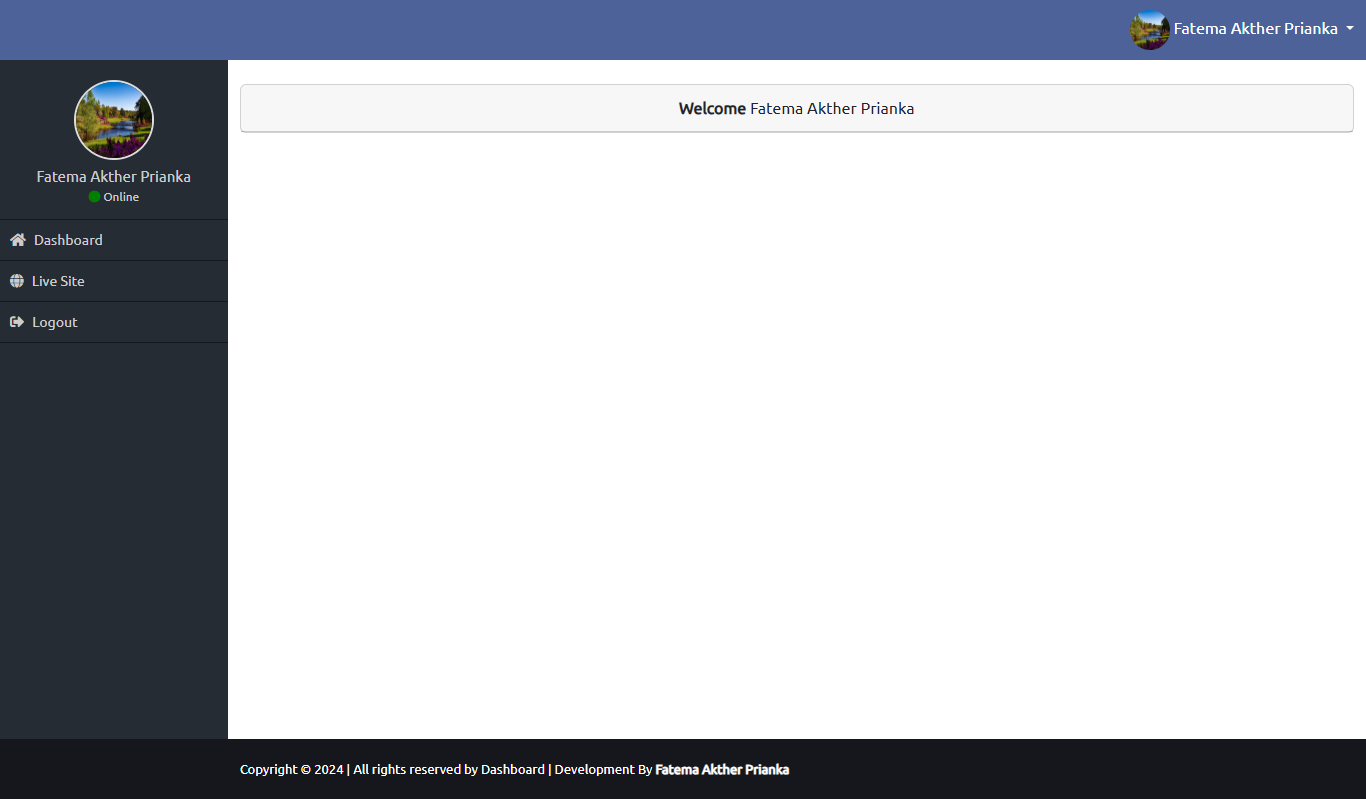 Fatema Akther Prianka
Fatema Akther Prianka
Online
Dashboard
Live Site
Logout
Welcome Fatema Akther Prianka
Copyright © 2024 | All rights reserved by Dashboard | Development By Fatema Akther Prianka